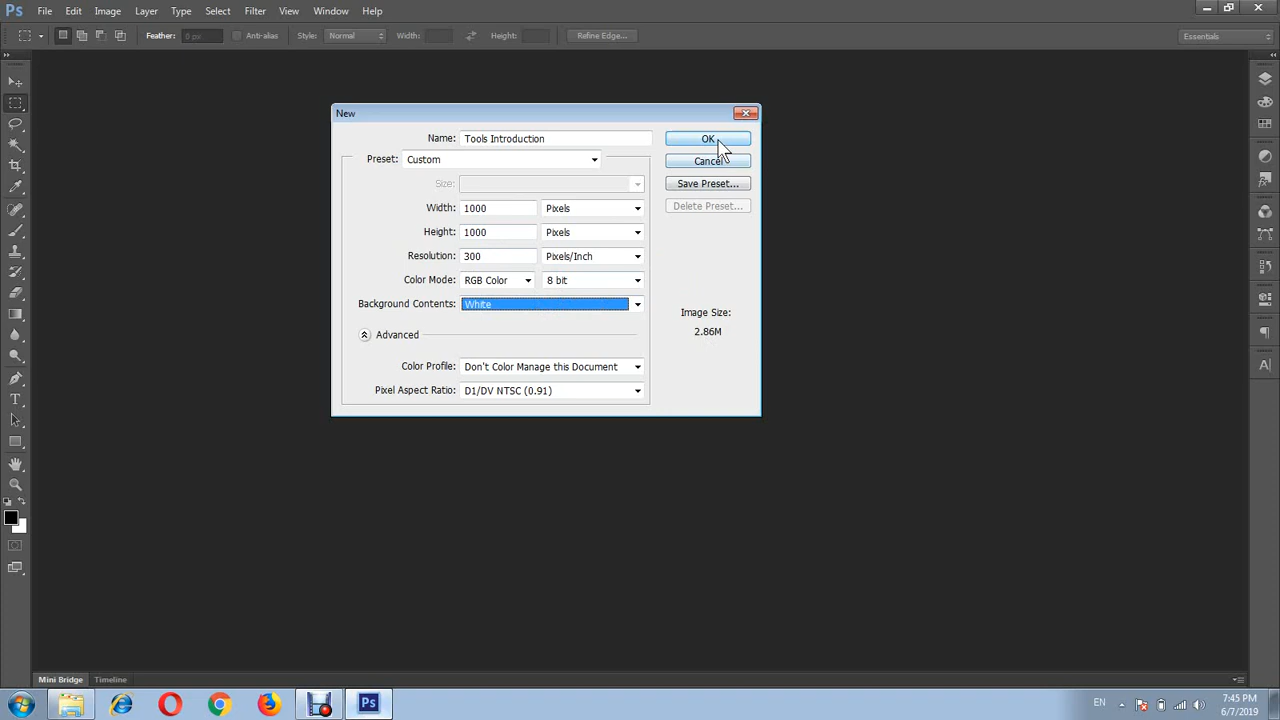 Ps File Edit Image Layer Type Select Filter View Window Help
Feather: 0 px Anti-alias Style: Normal Width: Height: Refine Edge... Essentials
New
Name: Tools Introduction OK
Preset: Custom Cancel
Size: Save Preset...
Width: 1000 Pixels Delete Preset...
Height: 1000 Pixels
Resolution: 300 Pixels/Inch
Color Mode: RGB Color 8 bit
Background Contents: White
Image Size:
2.86M
Advanced
Color Profile: Don't Color Manage this Document
Pixel Aspect Ratio: D1/DV NTSC (0.91)
T
A
Mini Bridge Timeline
Ps EN 7:45 PM
6/7/2019